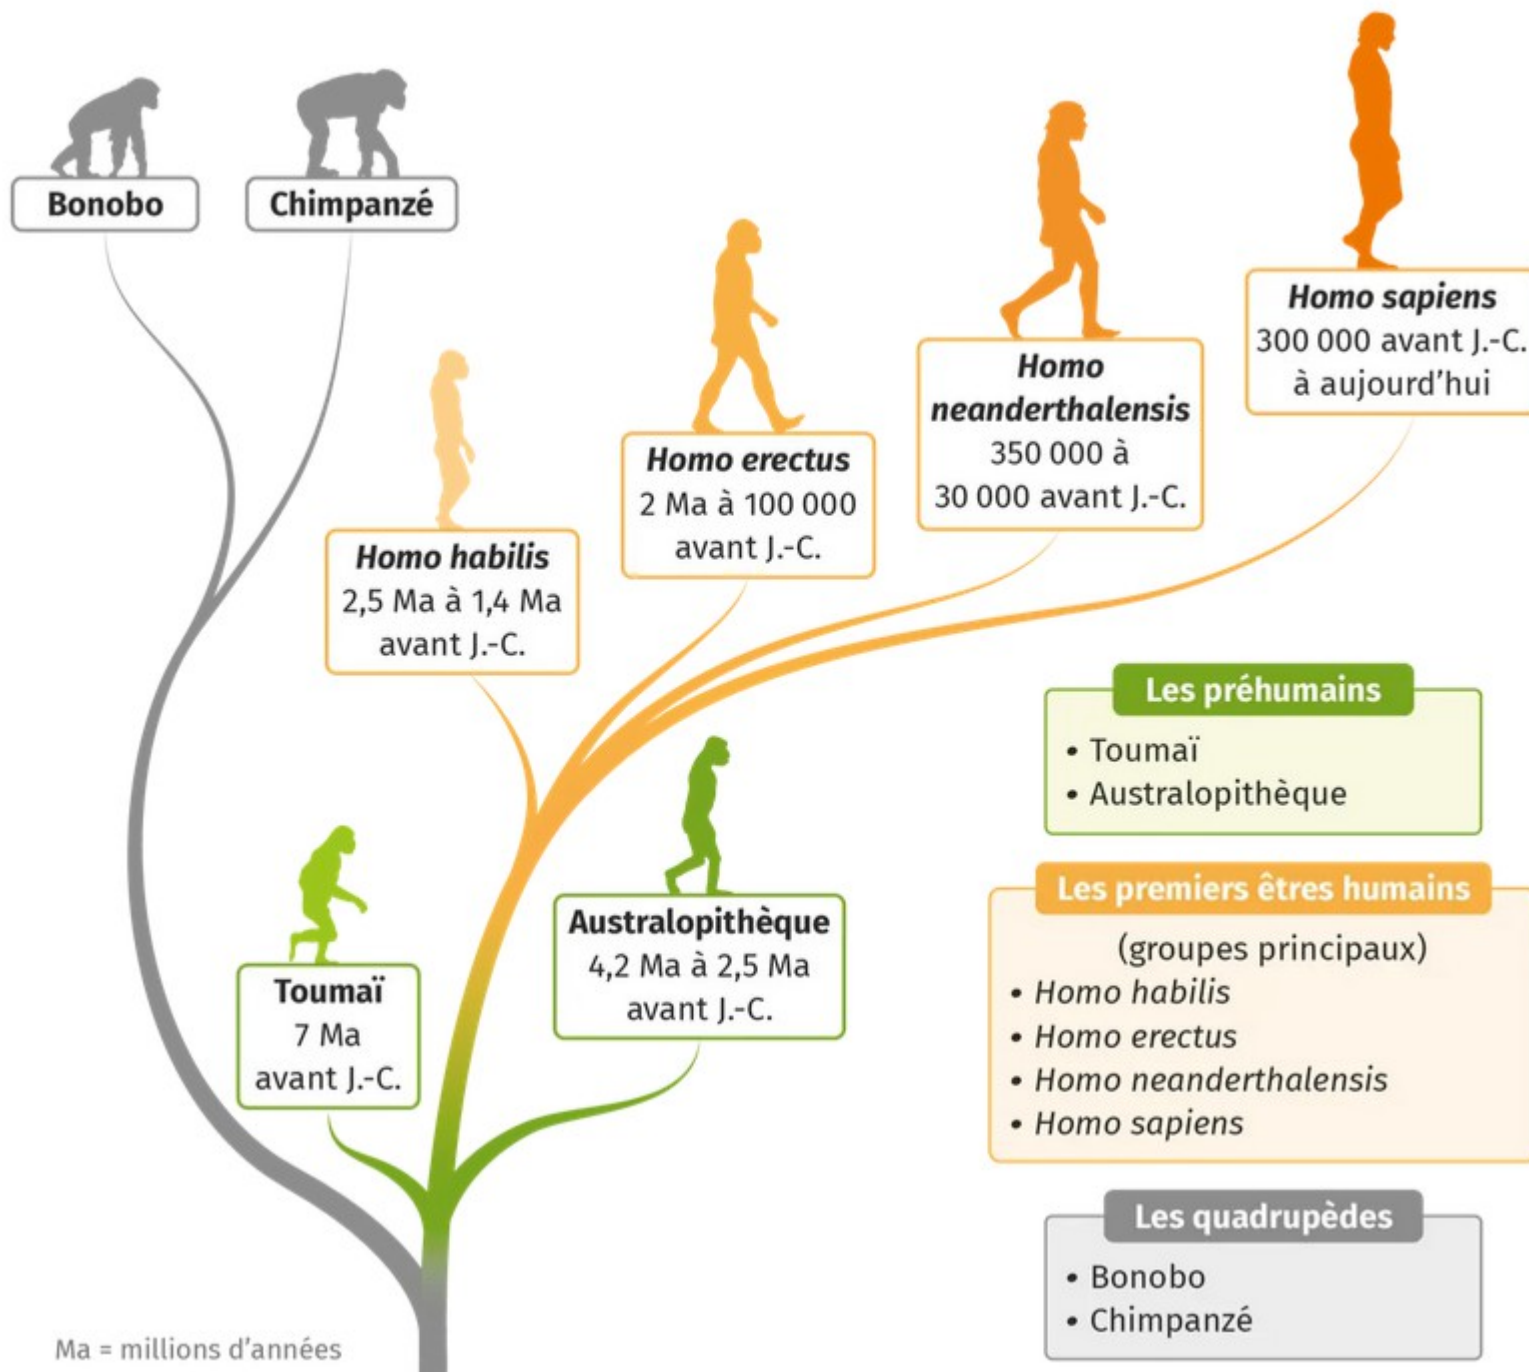 Bonobo
Chimpanzé
Homo sapiens
300 000 avant J.-C.
à aujourd'hui
Homo
neanderthalensis
350 000 à
30 000 avant J.-C.
Homo erectus
2 Ma à 100 000
avant J.-C.
Homo habilis
2,5 Ma à 1,4 Ma
avant J.-C.
Australopithèque
4,2 Ma à 2,5 Ma
avant J.-C.
Toumaï
7 Ma
avant J.-C.
Les préhumains
• Toumaï
• Australopithèque
Les premiers êtres humains
(groupes principaux)
• Homo habilis
• Homo erectus
• Homo neanderthalensis
• Homo sapiens
Les quadrupèdes
• Bonobo
• Chimpanzé
Ma = millions d'années